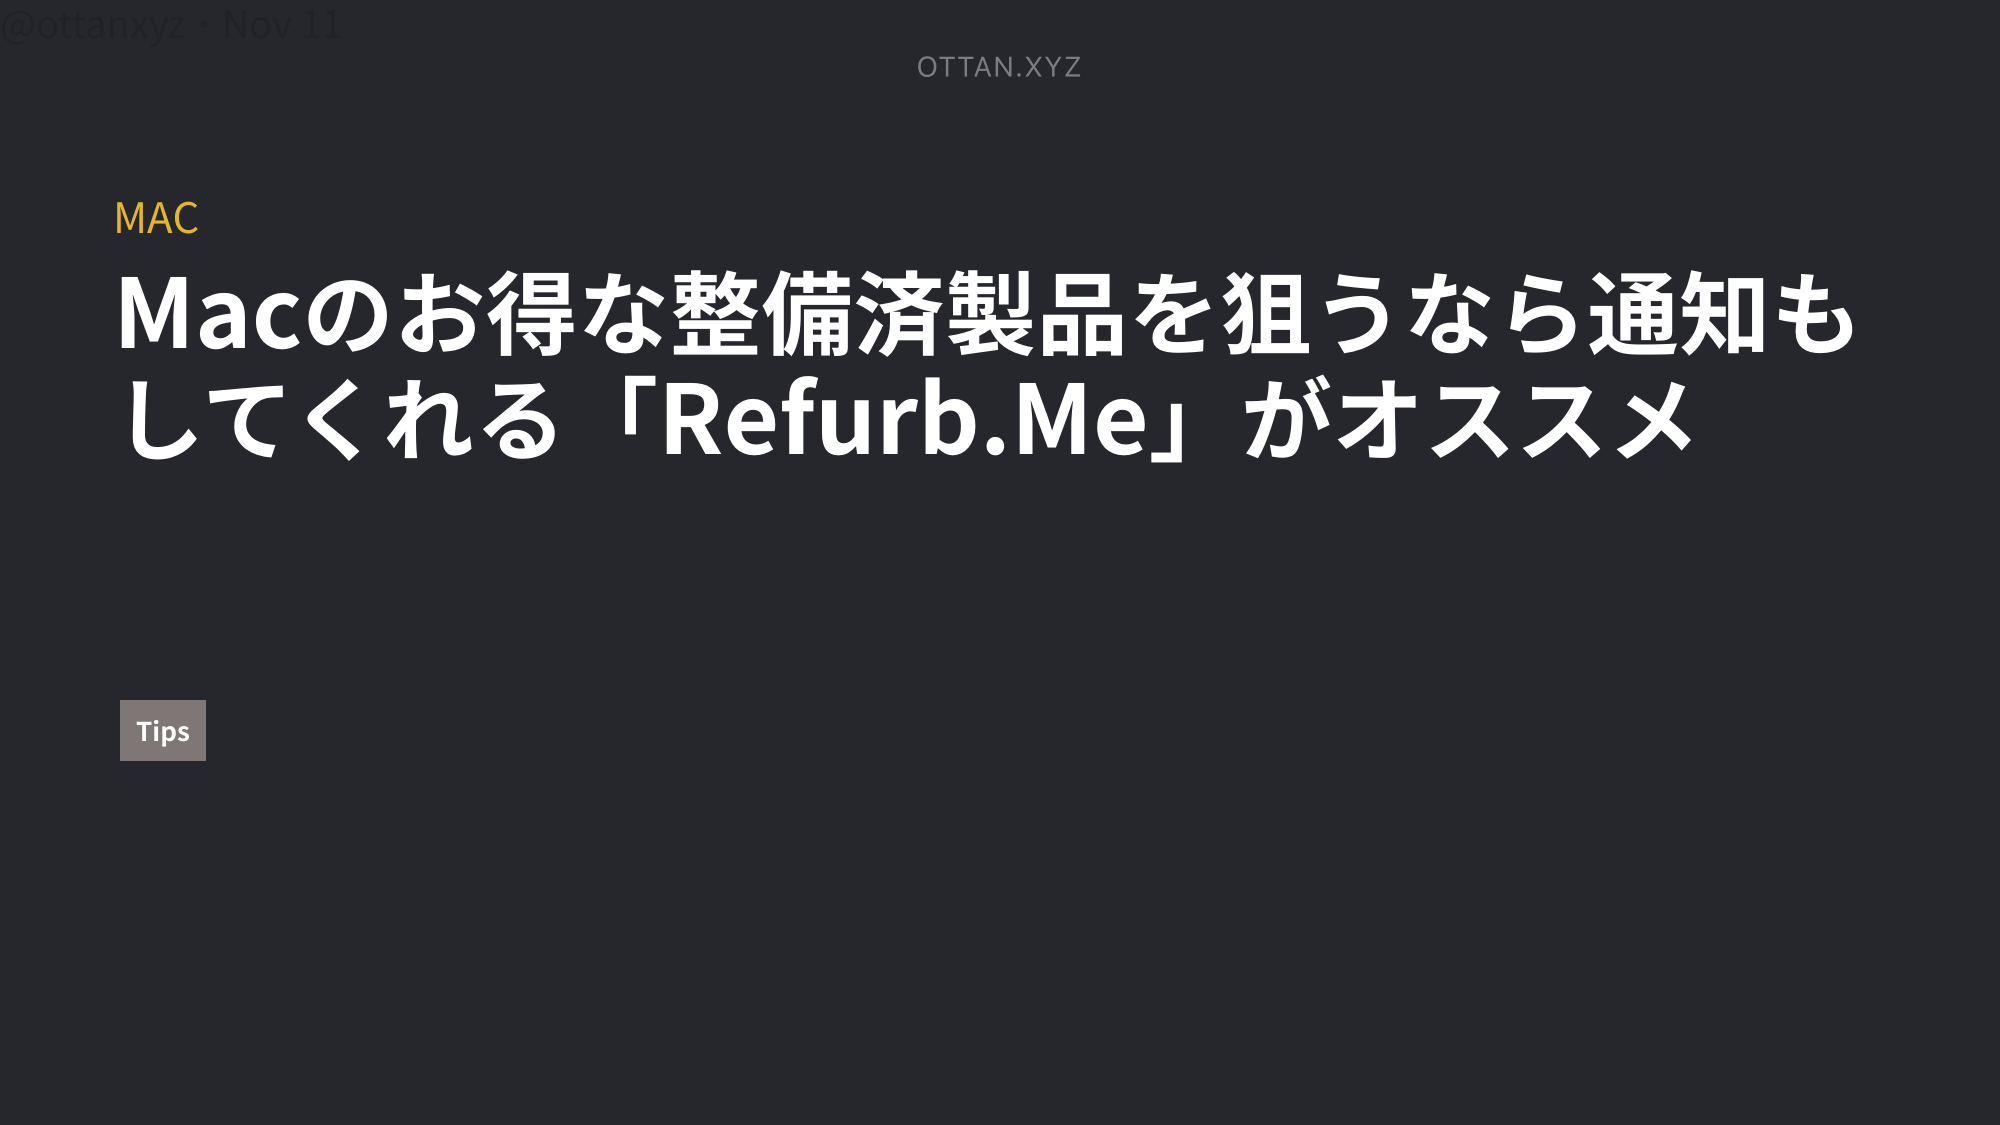 @ottanxyz・Nov 11
OTTAN.XYZ
MAC
Macのお得な整備済製品を狙うなら通知も
してくれる「Refurb.Me」がオススメ
Tips